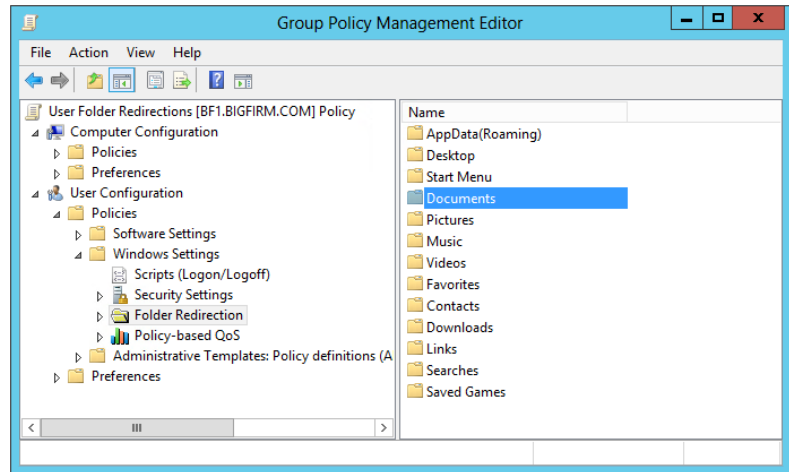 Group Policy Management Editor
File Action View Help
User Folder Redirections [BF1.BIGFIRM.COM] Policy
Computer Configuration
Policies
Preferences
User Configuration
Policies
Software Settings
Windows Settings
Scripts (Logon/Logoff)
Security Settings
Folder Redirection
Policy-based QoS
Administrative Templates: Policy definitions (A
Preferences
Name
AppData(Roaming)
Desktop
Start Menu
Documents
Pictures
Music
Videos
Favorites
Contacts
Downloads
Links
Searches
Saved Games